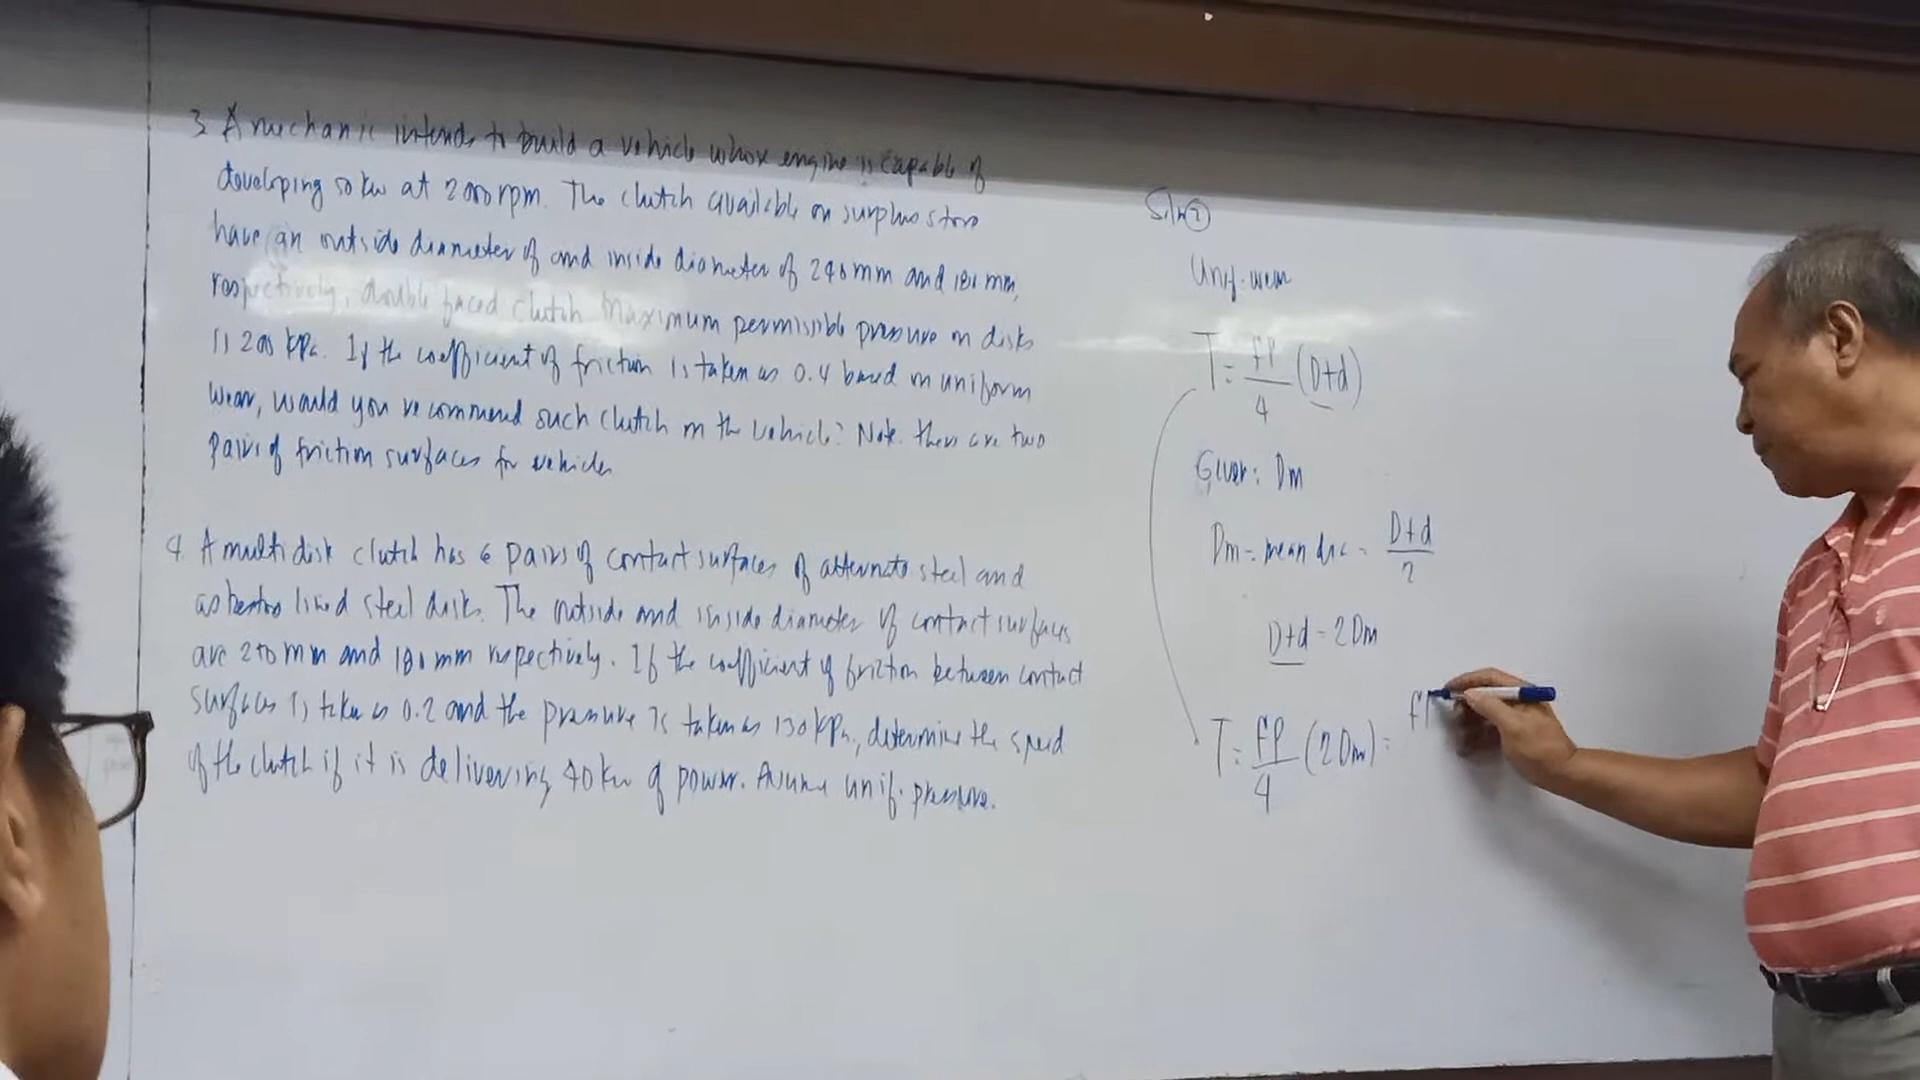 3. A mechanic intends to build a vehicle whose engine is capable of
developing 50 kw at 2000 rpm. The clutch available on surplus store
have an outside diameter of and inside diameter of 240 mm and 180 mm,
respectively, double faced clutch Maximum permissible pressure on disks
is 200 kPa. If the coefficient of friction is taken as 0.4 based on uniform
wear, would you recommend such clutch on the vehicle? Note. there are two
pairs of friction surfaces for vehicles
4. A multi disk clutch has 6 pairs of contact surfaces of alternate steel and
asbestos lined steel disks. The outside and inside diameter of contact surfaces
are mm and 180 mm respectively. If the coefficient of friction between contact
surfaces is taken as 0.2 and the pressure is taken as 130 kPa, determine the speed
of the clutch if it is delivering 40 kw of power. Assume unif. pressure.
Unif. wear
T = fP/4 (D+d)
Given: Dm
Dm = mean dia = D+d/2
D+d = 2Dm
T = fP/4 (2Dm) =